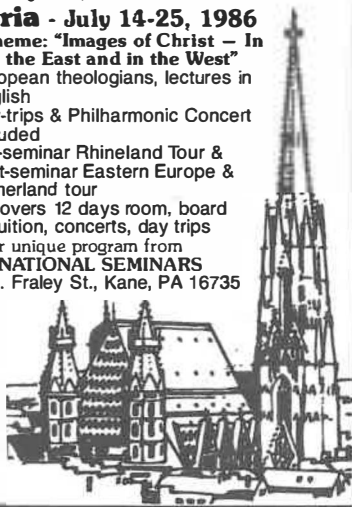 ria - July 14-25, 1986
heme: "Images of Christ — In
the East and in the West"
opean theologians, lectures in
glish
-trips & Philharmonic Concert
uded
-seminar Rhineland Tour &
t-seminar Eastern Europe &
herland tour
overs 12 days room, board
uition, concerts, day trips
r unique program from
NATIONAL SEMINARS
. Fraley St., Kane, PA 16735